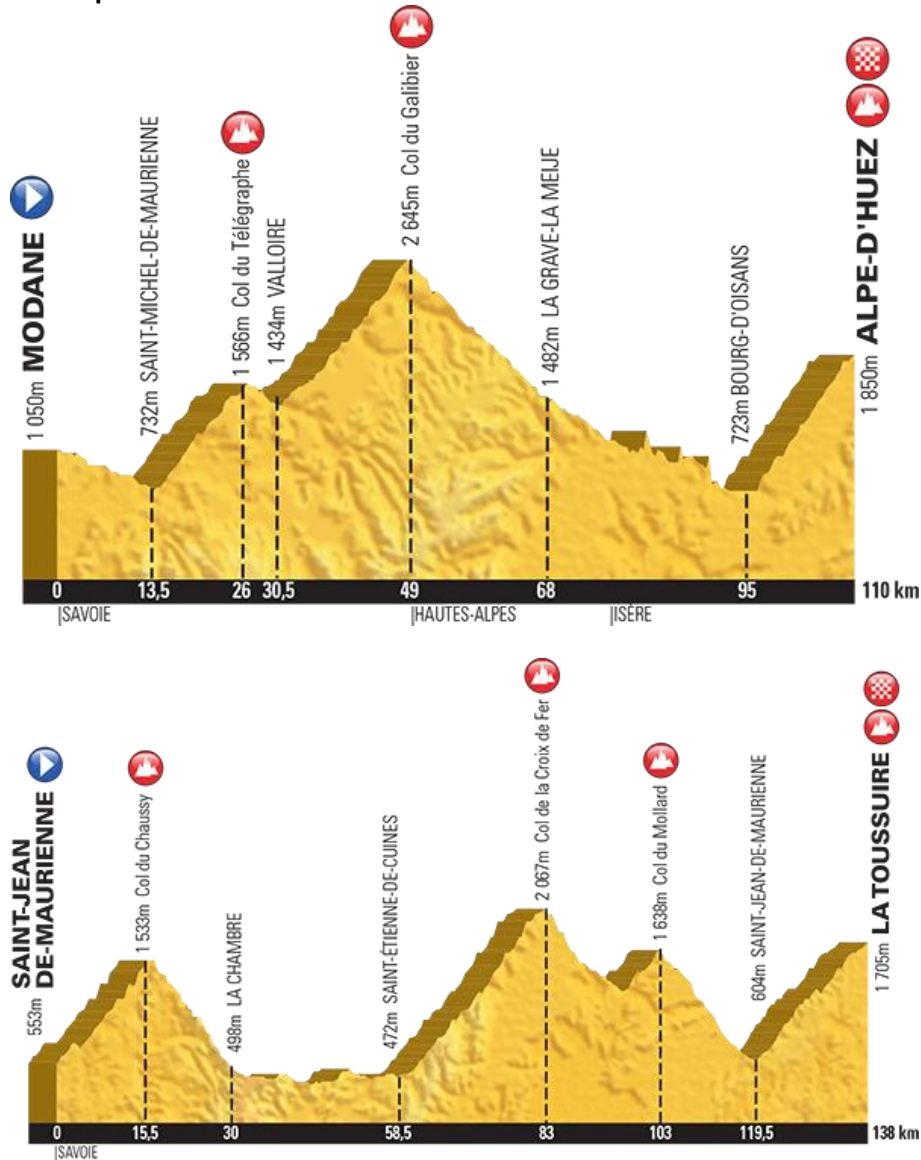 1 050m MODANE
732m SAINT-MICHEL-DE-MAURIENNE
1 566m Col du Télégraphe
1 434m VALLOIRE
2 645m Col du Galibier
1 482m LA GRAVE-LA MEIJE
723m BOURG-D'OISANS
1 850m ALPE-D'HUEZ
0 13,5 26 30,5 49 68 95 110 km
|SAVOIE |HAUTES-ALPES |ISÈRE
553m SAINT-JEAN
DE-MAURIENNE
1 533m Col du Chaussy
498m LA CHAMBRE
472m SAINT-ÉTIENNE-DE-CUINES
2 067m Col de la Croix de Fer
1 638m Col du Mollard
604m SAINT-JEAN-DE-MAURIENNE
1 705m LA TOUSSUIRE
0 15,5 30 58,5 83 103 119,5 138 km
|SAVOIE